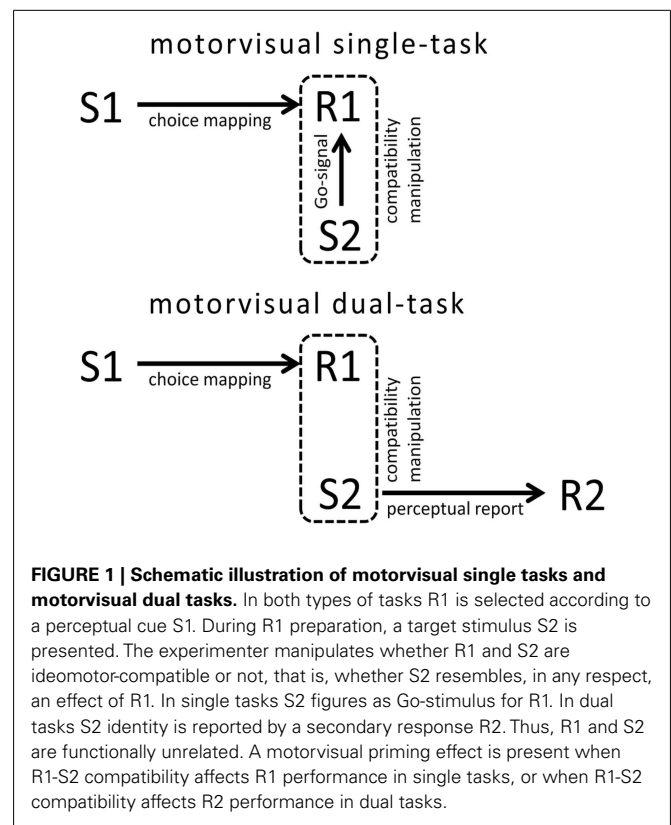 motorvisual single-task
S1
choice mapping
R1
Go-signal
S2
compatibility
manipulation
motorvisual dual-task
S1
choice mapping
R1
compatibility
manipulation
S2
perceptual report
R2
FIGURE 1 | Schematic illustration of motorvisual single tasks and
motorvisual dual tasks. In both types of tasks R1 is selected according to
a perceptual cue S1. During R1 preparation, a target stimulus S2 is
presented. The experimenter manipulates whether R1 and S2 are
ideomotor-compatible or not, that is, whether S2 resembles, in any respect,
an effect of R1. In single tasks S2 figures as Go-stimulus for R1. In dual
tasks S2 identity is reported by a secondary response R2. Thus, R1 and S2
are functionally unrelated. A motorvisual priming effect is present when
R1-S2 compatibility affects R1 performance in single tasks, or when R1-S2
compatibility affects R2 performance in dual tasks.